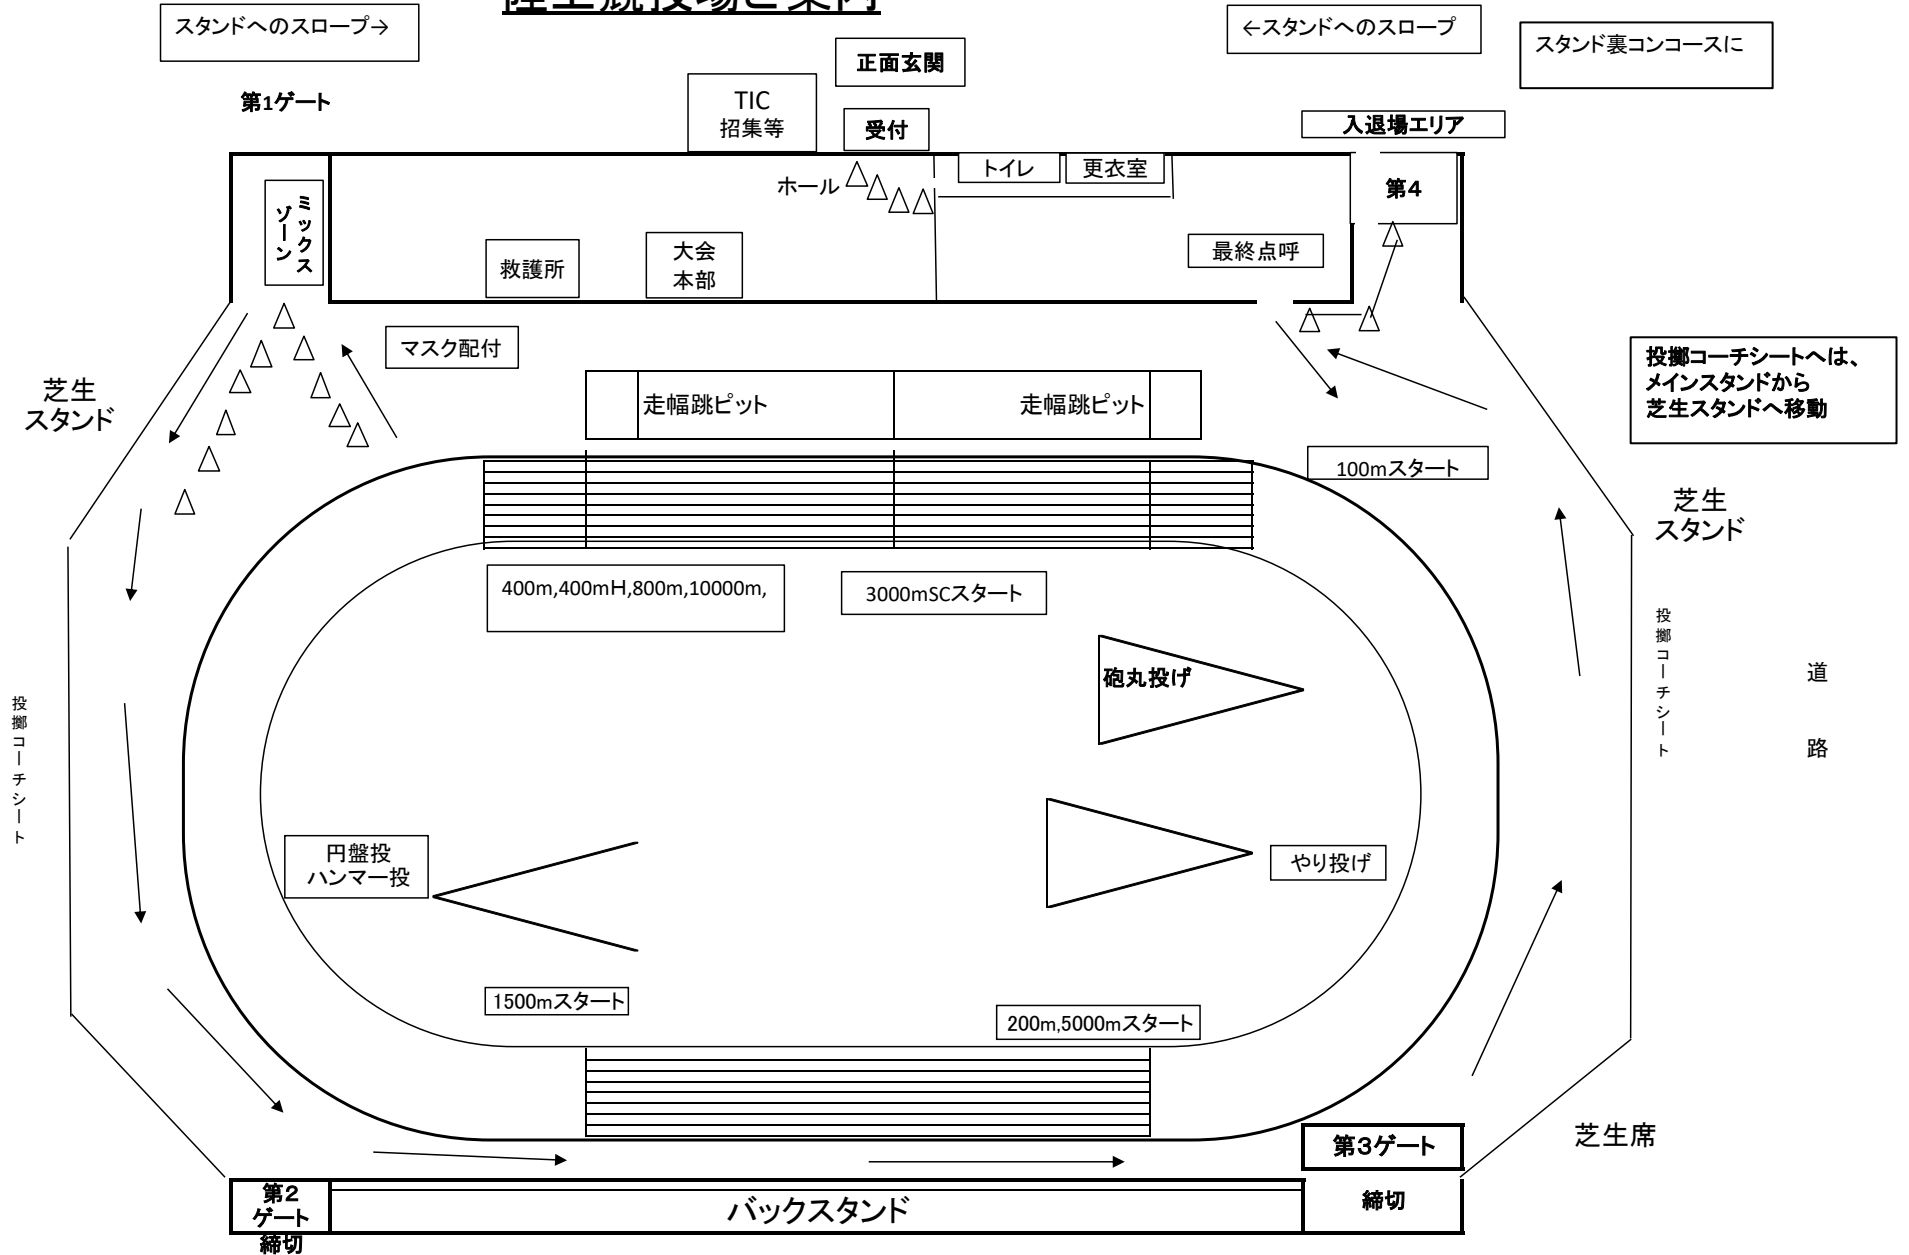 陸上競技場ご案内
スタンドへのスロープ→
←スタンドへのスロープ
スタンド裏コンコースに
正面玄関
第1ゲート
TIC
招集等
受付
入退場エリア
ホール
トイレ
更衣室
第４
ミックス
ゾーン
救護所
大会
本部
最終点呼
マスク配付
投擲コーチシートへは、
メインスタンドから
芝生スタンドへ移動
芝生
スタンド
走幅跳ピット
走幅跳ピット
100mスタート
芝生
スタンド
400m,400mH,800m,10000m,
3000mSCスタート
砲丸投げ
投擲コーチシート
道路
投擲コーチシート
円盤投
ハンマー投
やり投げ
1500mスタート
200m,5000mスタート
第３ゲート
芝生席
第２
ゲート
締切
バックスタンド
締切